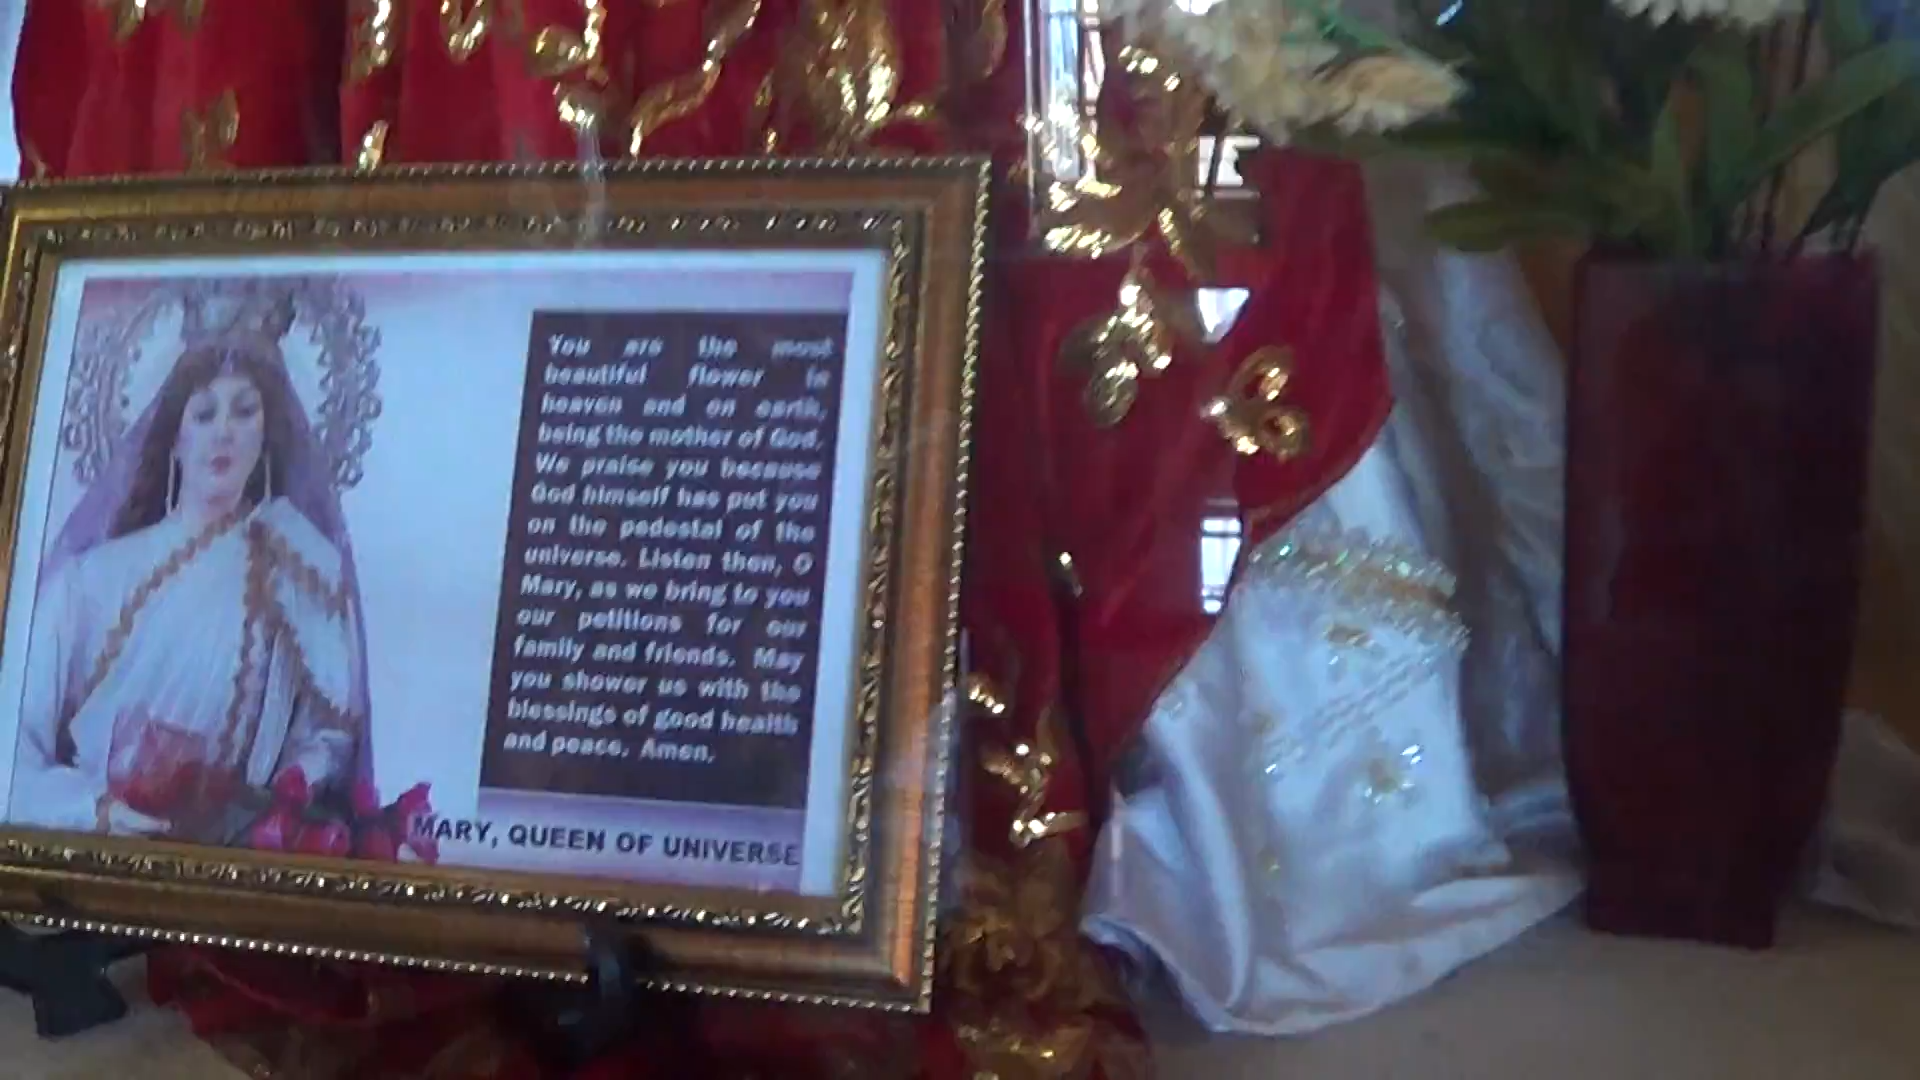 You are the most
beautiful flower in
heaven and on earth,
being the mother of God.
We praise you because
God himself has put you
on the pedestal of the
universe. Listen then, O
Mary, as we bring to you
our petitions for our
family and friends. May
you shower us with the
blessings of good health
and peace. Amen.
MARY, QUEEN OF UNIVERSE